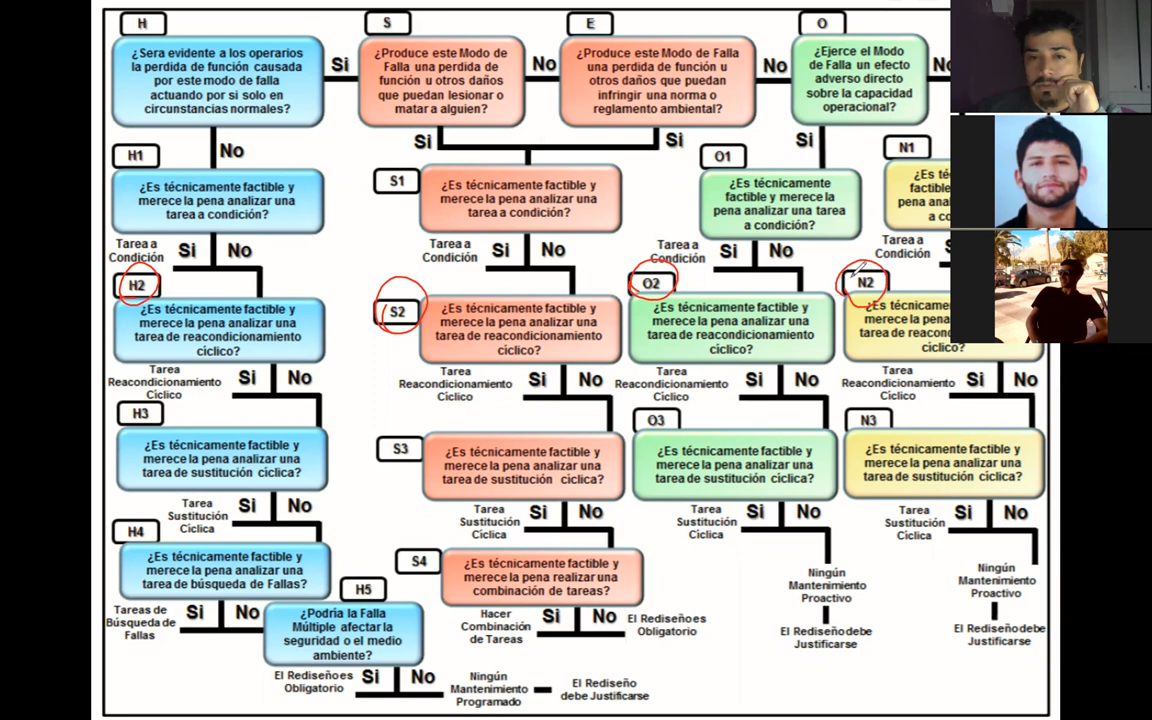 H
¿Sera evidente a los operarios
la perdida de función causada
por este modo de falla
actuando por si solo en
circunstancias normales?
Si
S
¿Produce este Modo de
Falla una perdida de
función u otros daños
que puedan lesionar o
matar a alguien?
No
E
¿Produce este Modo de Falla
una perdida de función u
otros daños que puedan
infringir una norma o
reglamento ambiental?
No
O
¿Ejerce el Modo
de Falla un efecto
adverso directo
sobre la capacidad
operacional?
No
No
Si
Si
Si
H1
¿Es técnicamente factible y
merece la pena analizar una
tarea a condición?
S1
¿Es técnicamente factible y
merece la pena analizar una
tarea a condición?
O1
¿Es técnicamente
factible y merece la
pena analizar una tarea
a condición?
N1
¿Es
factible
pena
Tarea a
Condición
Si
No
Tarea a
Condición
Si
No
Tarea a
Condición
Si
No
Tarea a
Condición
H2
¿Es técnicamente factible y
merece la pena analizar una
tarea de reacondicionamiento
cíclico?
S2
¿Es técnicamente factible y
merece la pena analizar una
tarea de reacondicionamiento
cíclico?
O2
¿Es técnicamente factible y
merece la pena analizar una
tarea de reacondicionamiento
cíclico?
N2
¿Es técnicamente
merece la pena
tarea de
cíclico?
Tarea
Reacondicionamiento
Cíclico
Si
No
Tarea
Reacondicionamiento
Cíclico
Si
No
Tarea
Reacondicionamiento
Cíclico
Si
No
Tarea
Reacondicionamiento
Cíclico
Si
No
H3
¿Es técnicamente factible y
merece la pena analizar una
tarea de sustitución cíclica?
S3
¿Es técnicamente factible y
merece la pena analizar una
tarea de sustitución cíclica?
O3
¿Es técnicamente factible y
merece la pena analizar una
tarea de sustitución cíclica?
N3
¿Es técnicamente factible y
merece la pena analizar una
tarea de sustitución cíclica?
Tarea
Sustitución
Cíclica
Si
No
Tarea
Sustitución
Cíclica
Si
No
Tarea
Sustitución
Cíclica
Si
No
Tarea
Sustitución
Cíclica
Si
No
H4
¿Es técnicamente factible y
merece la pena analizar una
tarea de búsqueda de Fallas?
S4
¿Es técnicamente factible y
merece la pena realizar una
combinación de tareas?
Ningún
Mantenimiento
Proactivo
El Rediseño debe
Justificarse
Ningún
Mantenimiento
Proactivo
El Rediseño debe
Justificarse
Tareas de
Búsqueda de
Fallas
Si
No
H5
¿Podría la Falla
Múltiple afectar la
seguridad o el medio
ambiente?
Hacer
Combinación
de Tareas
Si
No
El Rediseño es
Obligatorio
El Rediseño es
Obligatorio
Si
No
Ningún
Mantenimiento
Programado
El Rediseño
debe Justificarse